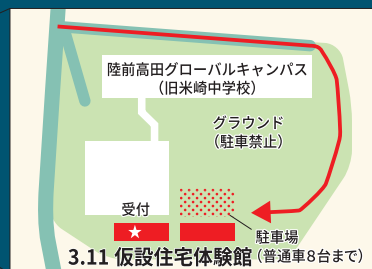 陸前高田グローバルキャンパス
（旧米崎中学校）
グラウンド
（駐車禁止）
受付
駐車場
3.11 仮設住宅体験館（普通車8台まで）